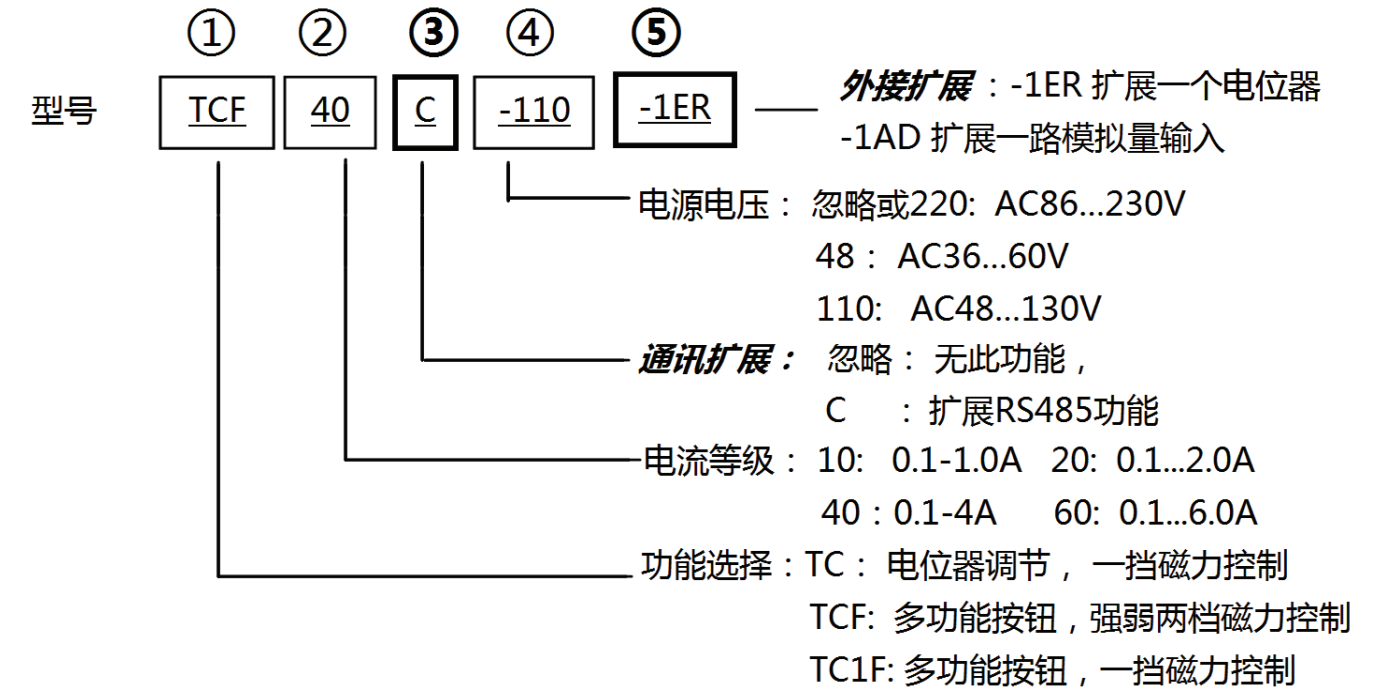 ① ② ③ ④ ⑤
型号 TCF 40 C -110 -1ER 外接扩展：-1ER 扩展一个电位器
-1AD 扩展一路模拟量输入
电源电压： 忽略或220: AC86...230V
48： AC36...60V
110: AC48...130V
通讯扩展： 忽略： 无此功能，
C ：扩展RS485功能
电流等级： 10: 0.1-1.0A 20: 0.1...2.0A
40：0.1-4A 60: 0.1...6.0A
功能选择：TC： 电位器调节， 一挡磁力控制
TCF: 多功能按钮，强弱两档磁力控制
TC1F: 多功能按钮，一挡磁力控制